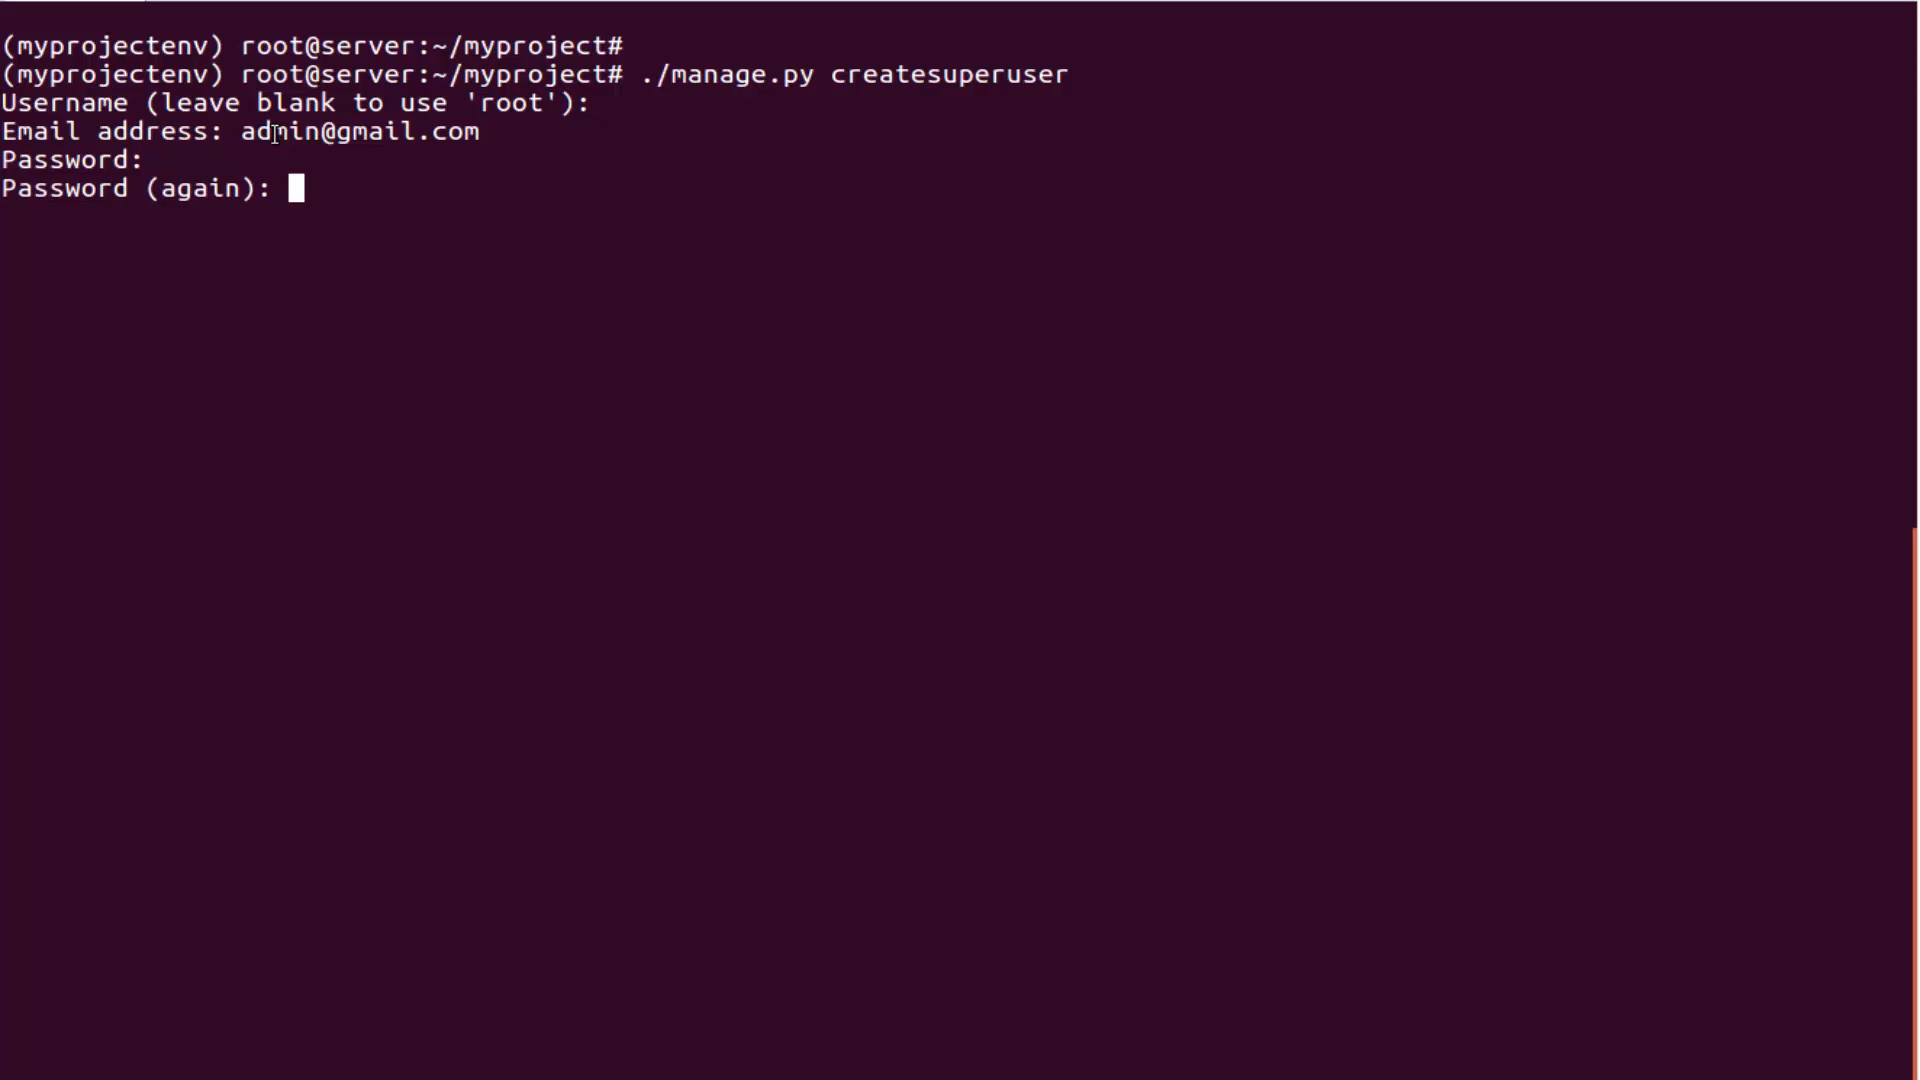 (myprojectenv) root@server:~/myproject#
(myprojectenv) root@server:~/myproject# ./manage.py createsuperuser
Username (leave blank to use 'root'):
Email address: admin@gmail.com
Password:
Password (again):